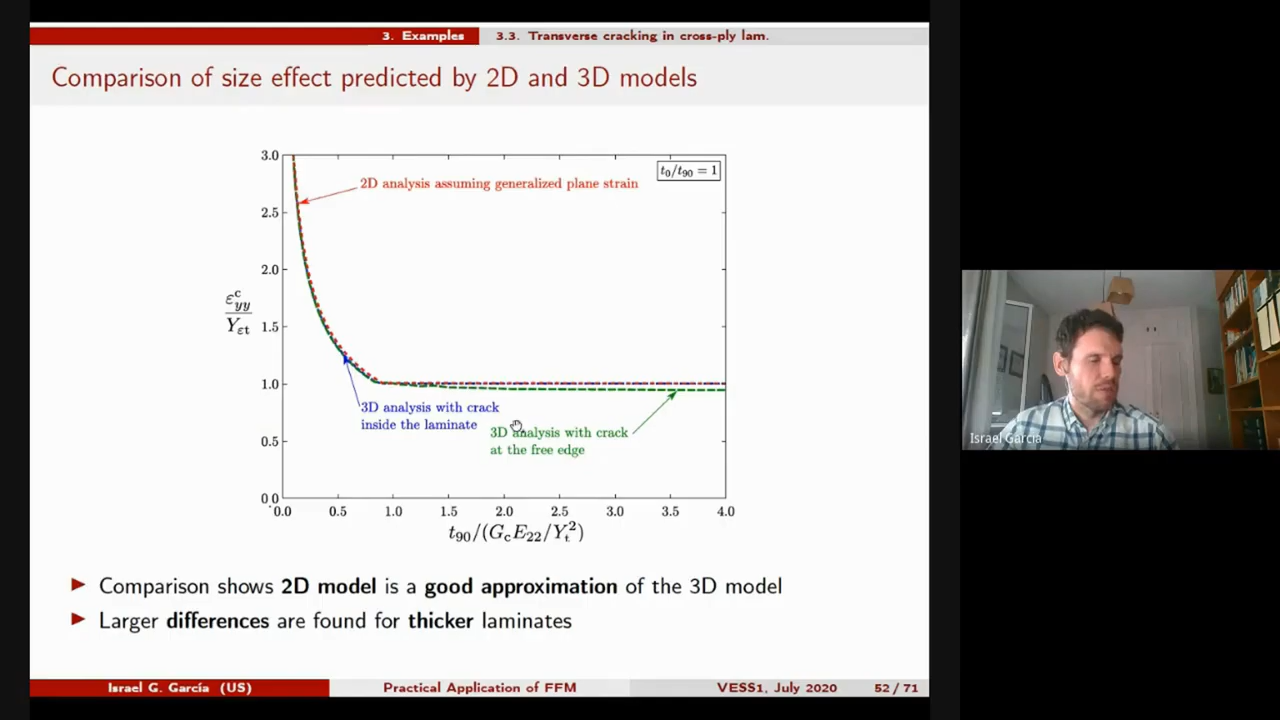 3. Examples 3.3. Transverse cracking in cross-ply lam.
Comparison of size effect predicted by 2D and 3D models
3.0
2.5
2.0
1.5
1.0
0.5
0 0
0.0 0.5 1.0 1.5 2.0 2.5 3.0 3.5 4.0
t₀/t₉₀ = 1
2D analysis assuming generalized plane strain
εᶜyy / Yεt
3D analysis with crack
inside the laminate
3D analysis with crack
at the free edge
t₉₀/(GcE₂₂/Yt²)
Comparison shows 2D model is a good approximation of the 3D model
Larger differences are found for thicker laminates
Israel G. García (US) Practical Application of FFM VESS1, July 2020 52 / 71
Israel García